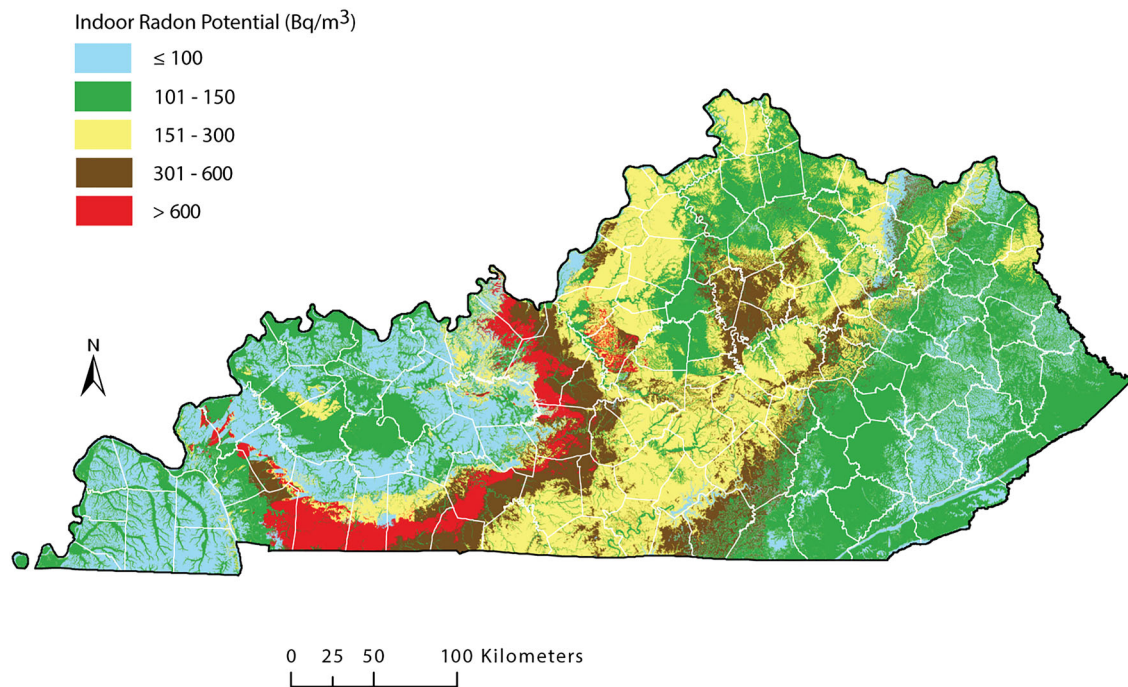 Indoor Radon Potential (Bq/m³)
≤ 100
101 - 150
151 - 300
301 - 600
> 600
N
0 25 50 100 Kilometers